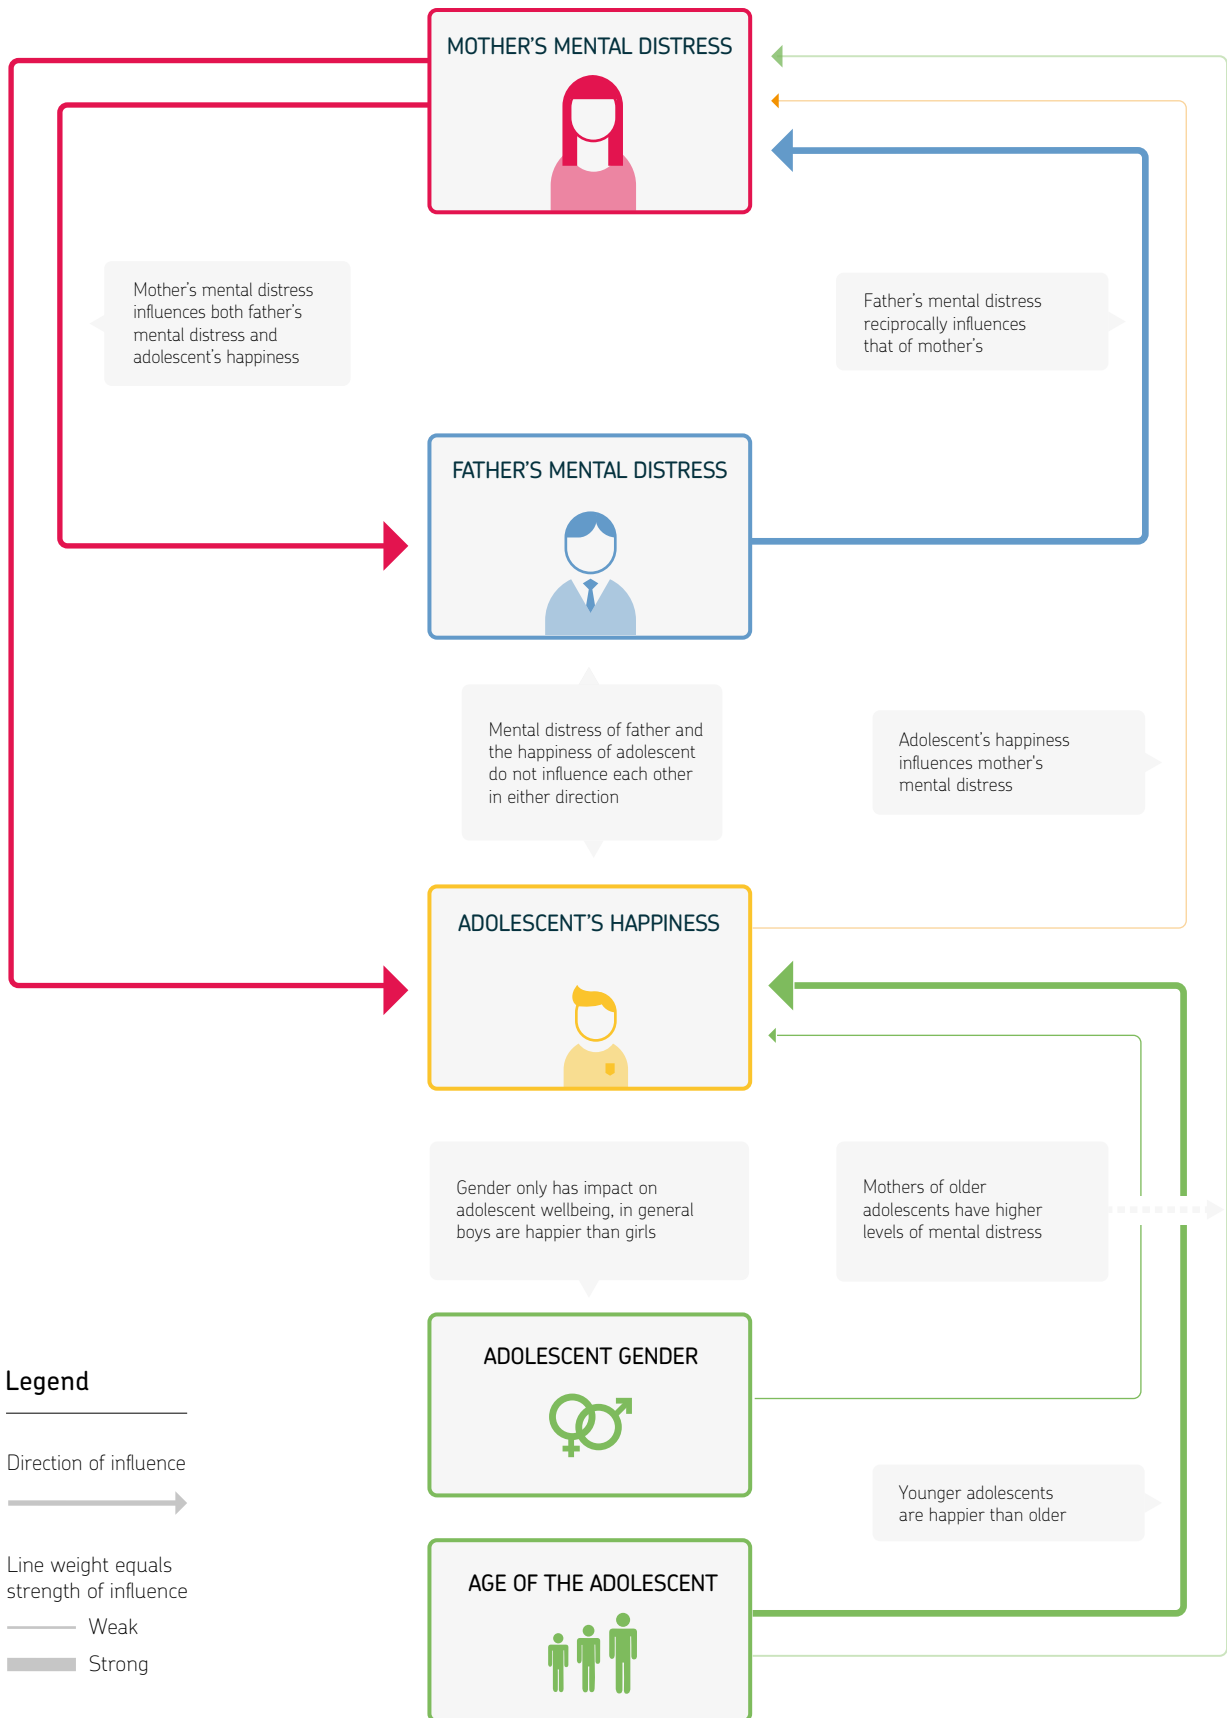 MOTHER’S MENTAL DISTRESS
Mother’s mental distress
influences both father’s
mental distress and
adolescent’s happiness
Father’s mental distress
reciprocally influences
that of mother’s
FATHER’S MENTAL DISTRESS
Mental distress of father and
the happiness of adolescent
do not influence each other
in either direction
Adolescent’s happiness
influences mother's
mental distress
ADOLESCENT’S HAPPINESS
Gender only has impact on
adolescent wellbeing, in general
boys are happier than girls
Mothers of older
adolescents have higher
levels of mental distress
ADOLESCENT GENDER
Legend
Direction of influence
Line weight equals
strength of influence
Weak
Strong
Younger adolescents
are happier than older
AGE OF THE ADOLESCENT